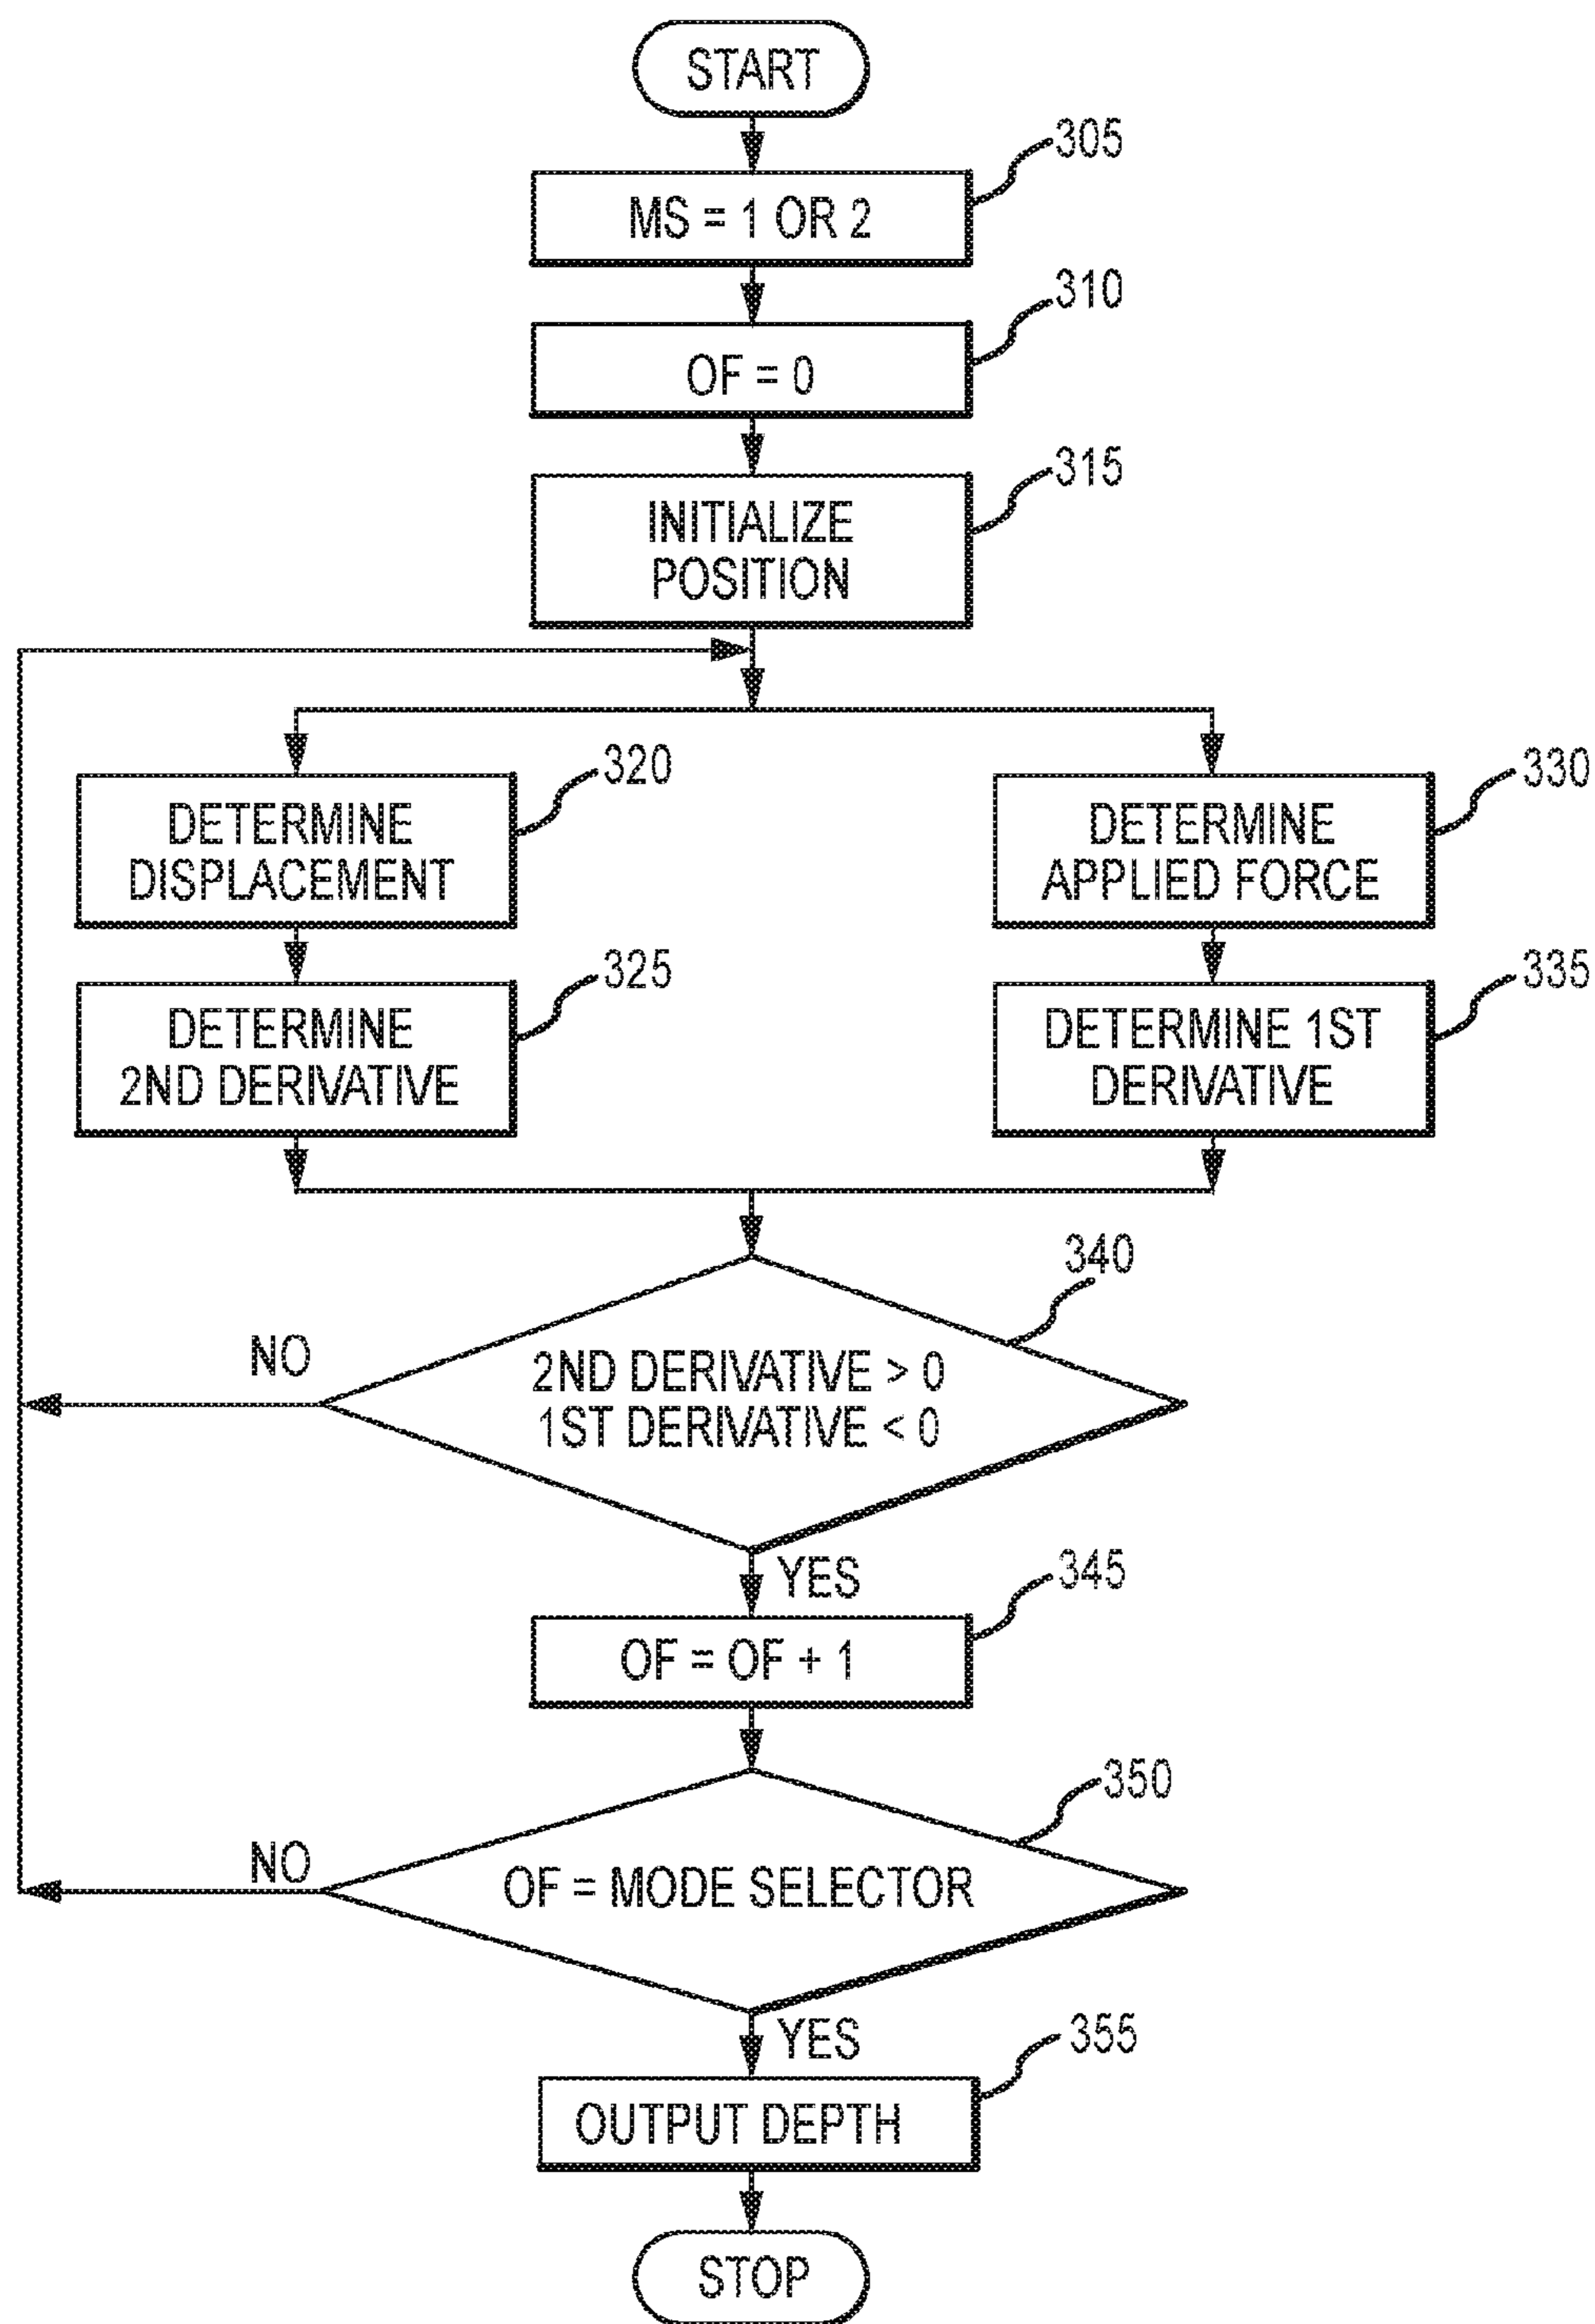 START
305
MS = 1 OR 2
310
OF = 0
315
INITIALIZE
POSITION
320
DETERMINE
DISPLACEMENT
330
DETERMINE
APPLIED FORCE
325
DETERMINE
2ND DERIVATIVE
335
DETERMINE 1ST
DERIVATIVE
340
NO
2ND DERIVATIVE > 0
1ST DERIVATIVE < 0
YES
345
OF = OF + 1
350
NO
OF = MODE SELECTOR
YES
355
OUTPUT DEPTH
STOP